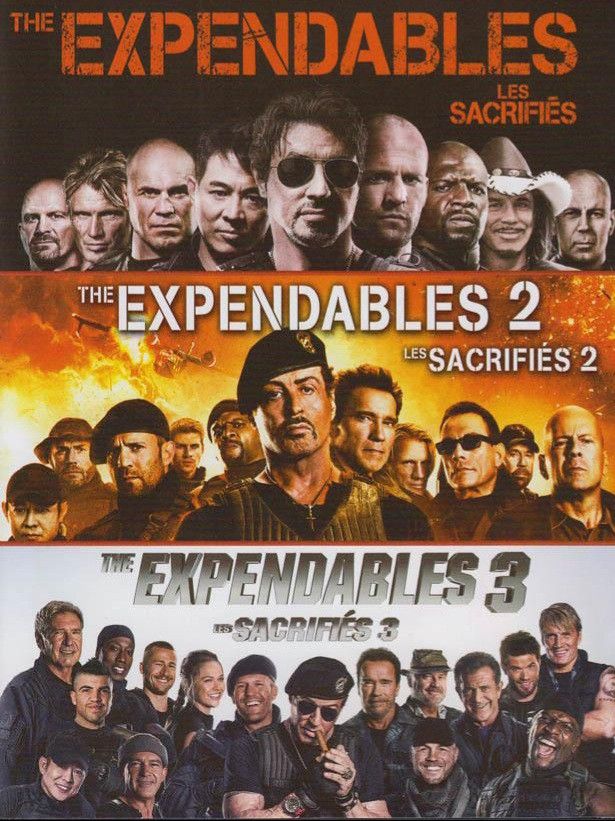 THE EXPENDABLES
LES
SACRIFIÉS
THE EXPENDABLES 2
LES SACRIFIÉS 2
THE EXPENDABLES 3
LES SACRIFIÉS 3